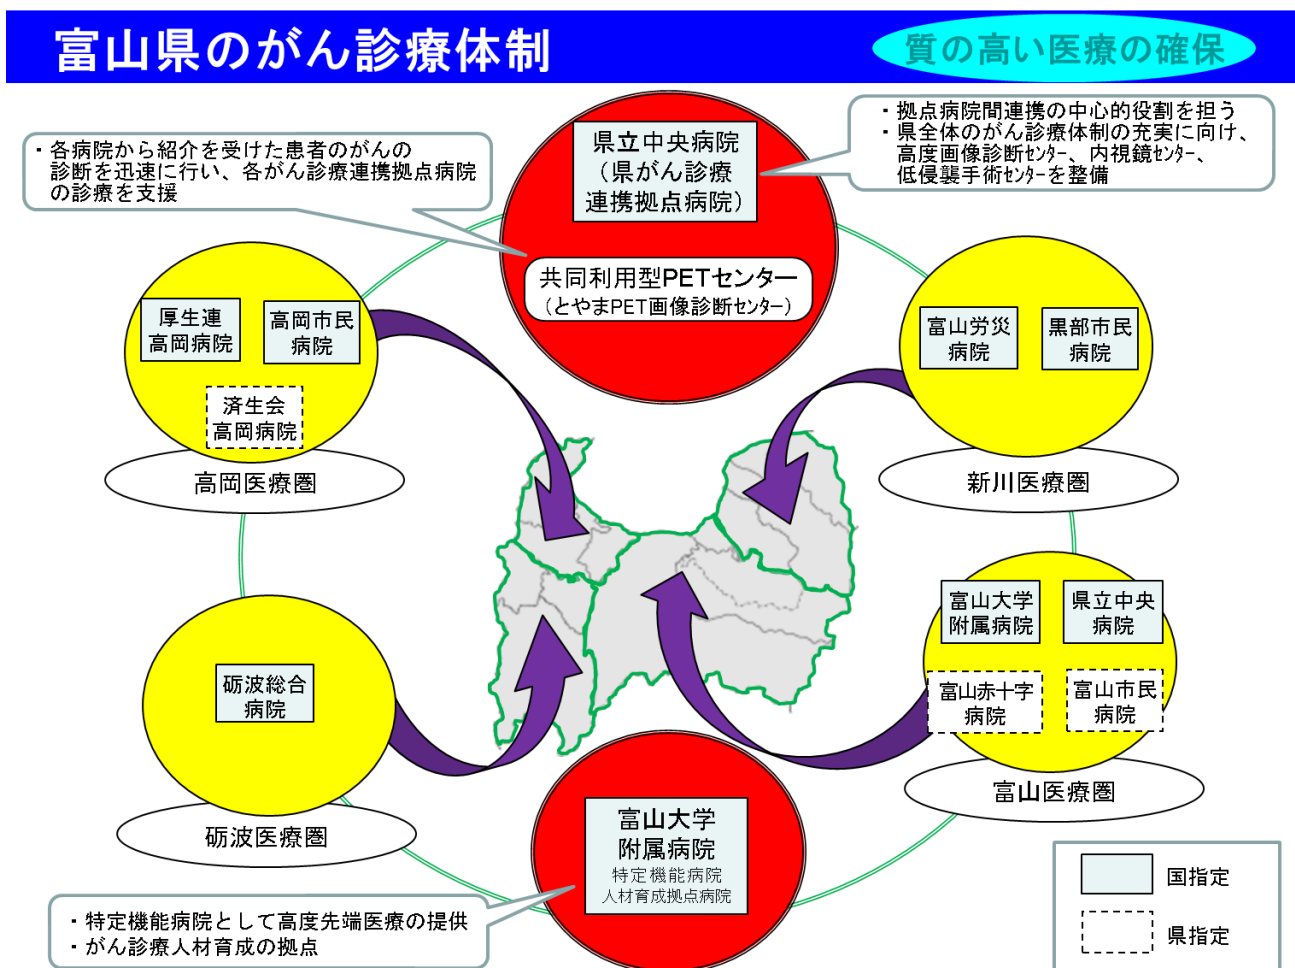 富山県のがん診療体制
質の高い医療の確保
・各病院から紹介を受けた患者のがんの
診断を迅速に行い、各がん診療連携拠点病院
の診療を支援
県立中央病院
（県がん診療
連携拠点病院）
・拠点病院間連携の中心的役割を担う
・県全体のがん診療体制の充実に向け、
高度画像診断ｾﾝﾀｰ、内視鏡ｾﾝﾀｰ、
低侵襲手術ｾﾝﾀｰを整備
共同利用型PETセンター
（とやまPET画像診断ｾﾝﾀｰ）
厚生連
高岡病院
高岡市民
病院
済生会
高岡病院
高岡医療圏
富山労災
病院
黒部市民
病院
新川医療圏
砺波総合
病院
砺波医療圏
富山大学
附属病院
県立中央
病院
富山赤十字
病院
富山市民
病院
富山医療圏
富山大学
附属病院
特定機能病院
人材育成拠点病院
・特定機能病院として高度先端医療の提供
・がん診療人材育成の拠点
国指定
県指定